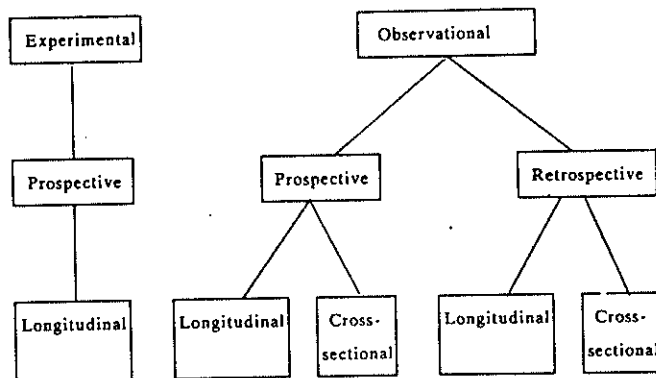 Experimental
Observational
Prospective
Prospective
Retrospective
Longitudinal
Longitudinal
Cross-
sectional
Longitudinal
Cross-
sectional